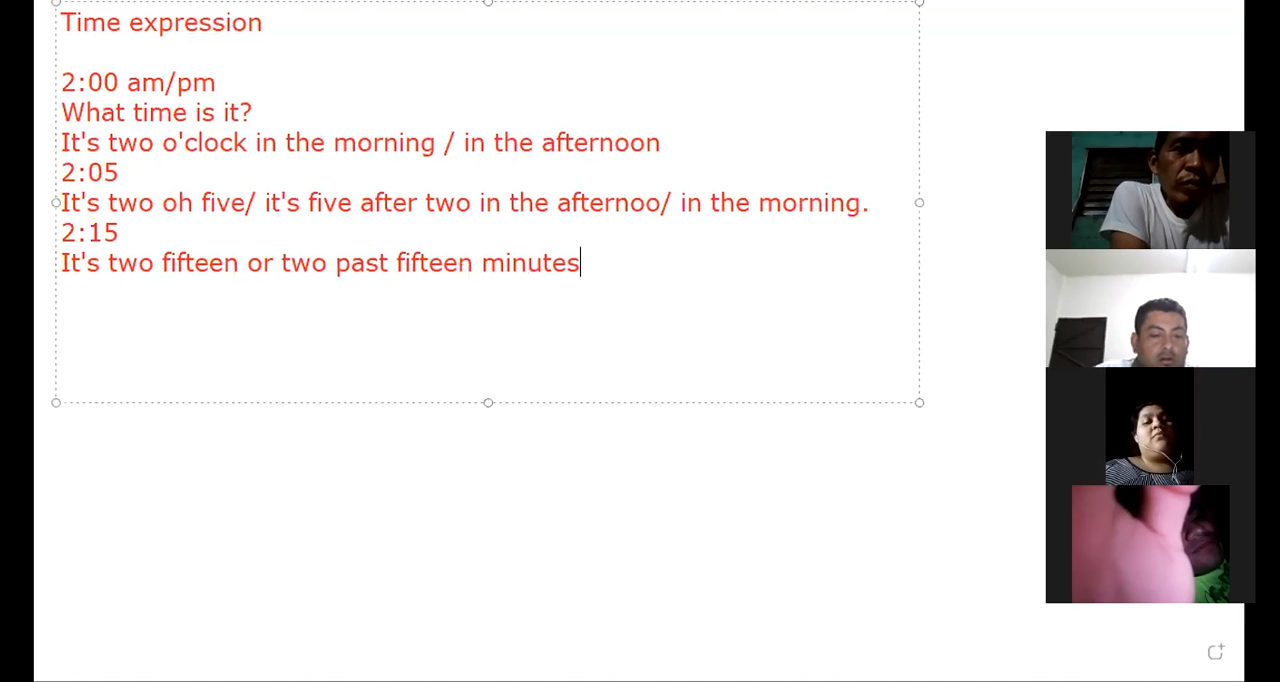 Time expression
2:00 am/pm
What time is it?
It's two o'clock in the morning / in the afternoon
2:05
It's two oh five/ it's five after two in the afternoo/ in the morning.
2:15
It's two fifteen or two past fifteen minutes